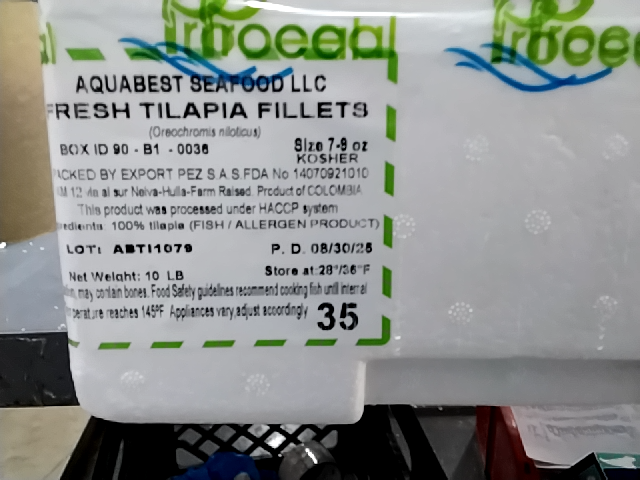 AQUABEST SEAFOOD LLC
FRESH TILAPIA FILLETS
(Oreochromis niloticus)
BOX ID 90 - B1 - 0036 Size 7-9 oz
KOSHER
PACKED BY EXPORT PEZ S.A.S.FDA No 14070921010
KM 12 de al sur Neiva-Huila-Farm Raised. Product of COLOMBIA
This product was processed under HACCP system
redients: 100% tilapia (FISH / ALLERGEN PRODUCT)
LOT: ABTI1079 P. D. 08/30/25
Net Weight: 10 LB Store at:28°/36°F
may contain bones. Food Safety guidelines recommend cooking fish until internal
perature reaches 145ºF Appliances vary,adjust accordingly 35